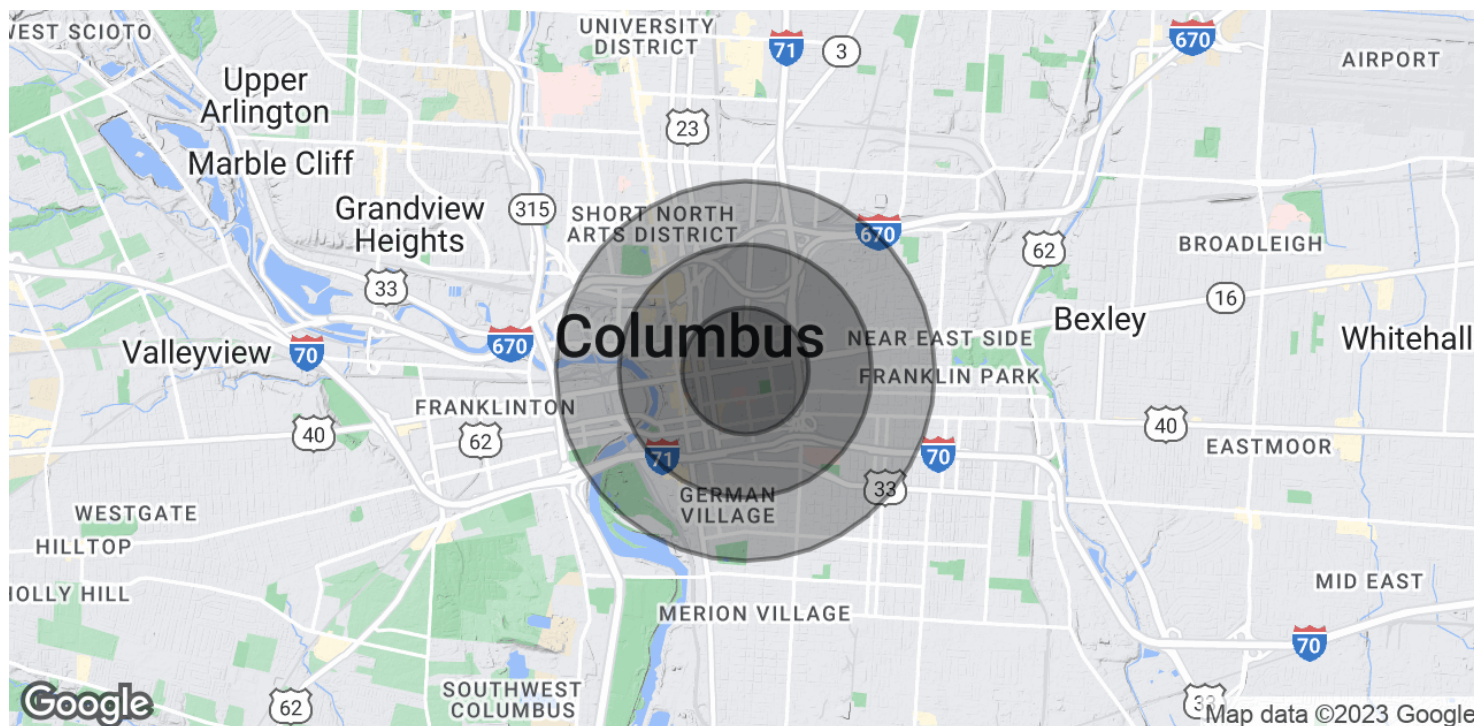 WEST SCIOTO
UNIVERSITY
DISTRICT
71
3
670
AIRPORT
Upper
Arlington
23
Marble Cliff
315
Grandview
Heights
SHORT NORTH
ARTS DISTRICT
670
62
BROADLEIGH
33
16
Columbus
Bexley
NEAR EAST SIDE
Whitehall
Valleyview
70
670
FRANKLIN PARK
FRANKLINTON
40
62
40
EASTMOOR
71
70
33
GERMAN
VILLAGE
WESTGATE
HILLTOP
HOLLY HILL
MID EAST
MERION VILLAGE
70
SOUTHWEST
COLUMBUS
62
33
Google
Map data ©2023 Google